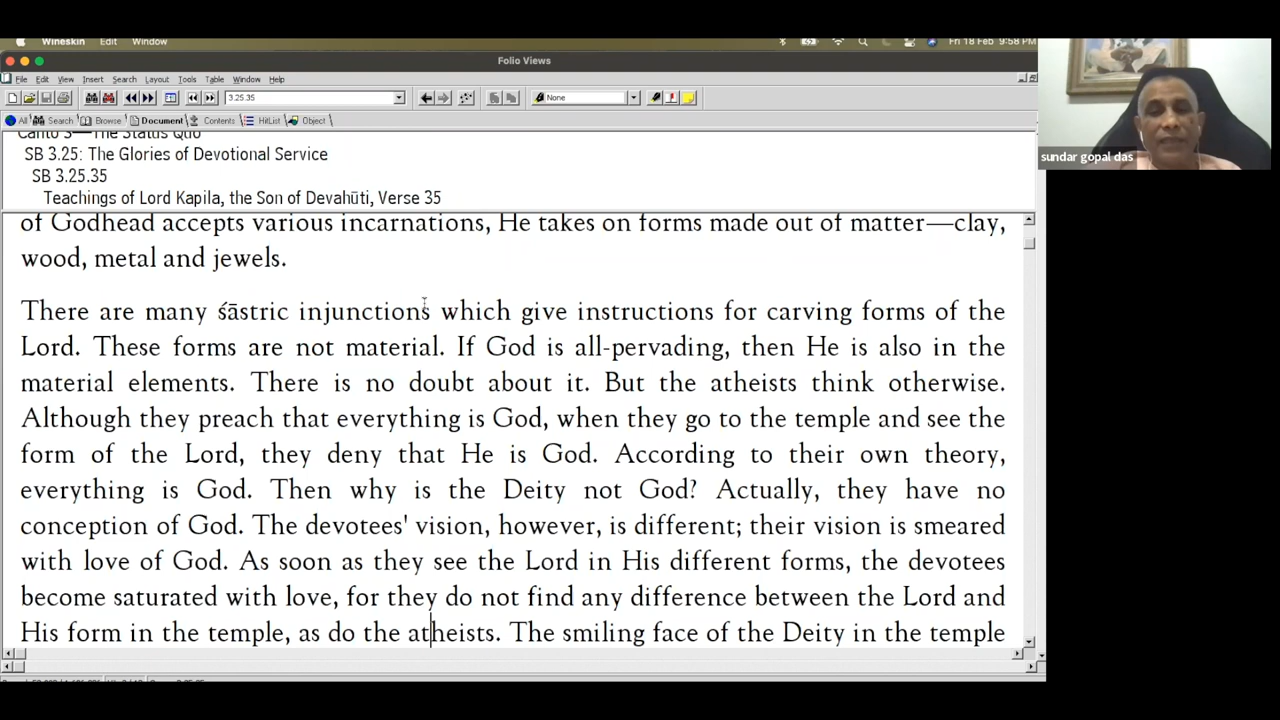 Wineskin Edit Window Fri 18 Feb 9:58 PM
Folio Views
File Edit View Insert Search Layout Tools Table Window Help
3.25.35 None
All Search Browse Document Contents HitList Object
Canto 3—The Status Quo
SB 3.25: The Glories of Devotional Service
SB 3.25.35
Teachings of Lord Kapila, the Son of Devahūti, Verse 35
of Godhead accepts various incarnations, He takes on forms made out of matter—clay,
wood, metal and jewels.
There are many śāstric injunctions which give instructions for carving forms of the
Lord. These forms are not material. If God is all-pervading, then He is also in the
material elements. There is no doubt about it. But the atheists think otherwise.
Although they preach that everything is God, when they go to the temple and see the
form of the Lord, they deny that He is God. According to their own theory,
everything is God. Then why is the Deity not God? Actually, they have no
conception of God. The devotees' vision, however, is different; their vision is smeared
with love of God. As soon as they see the Lord in His different forms, the devotees
become saturated with love, for they do not find any difference between the Lord and
His form in the temple, as do the atheists. The smiling face of the Deity in the temple
sundar gopal das